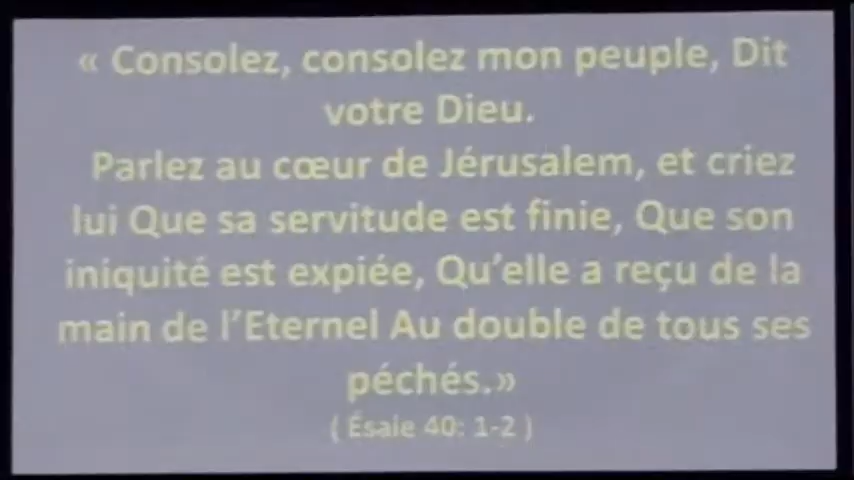 « Consolez, consolez mon peuple, Dit
votre Dieu.
Parlez au cœur de Jérusalem, et criez
lui Que sa servitude est finie, Que son
iniquité est expiée, Qu'elle a reçu de la
main de l'Eternel Au double de tous ses
péchés.»
( Ésaie 40: 1-2 )